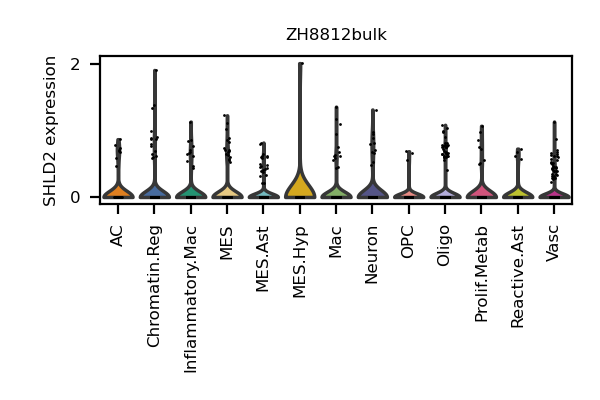 ZH8812bulk
SHLD2 expression
2
0
AC
Chromatin.Reg
Inflammatory.Mac
MES
MES.Ast
MES.Hyp
Mac
Neuron
OPC
Oligo
Prolif.Metab
Reactive.Ast
Vasc